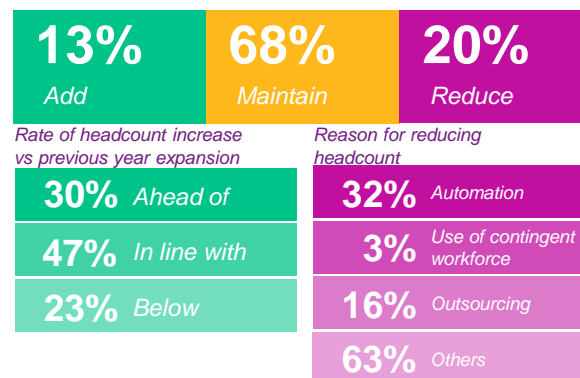 13%
Add
68%
Maintain
20%
Reduce
Rate of headcount increase
vs previous year expansion
30% Ahead of
47% In line with
23% Below
Reason for reducing
headcount
32% Automation
3% Use of contingent
workforce
16% Outsourcing
63% Others